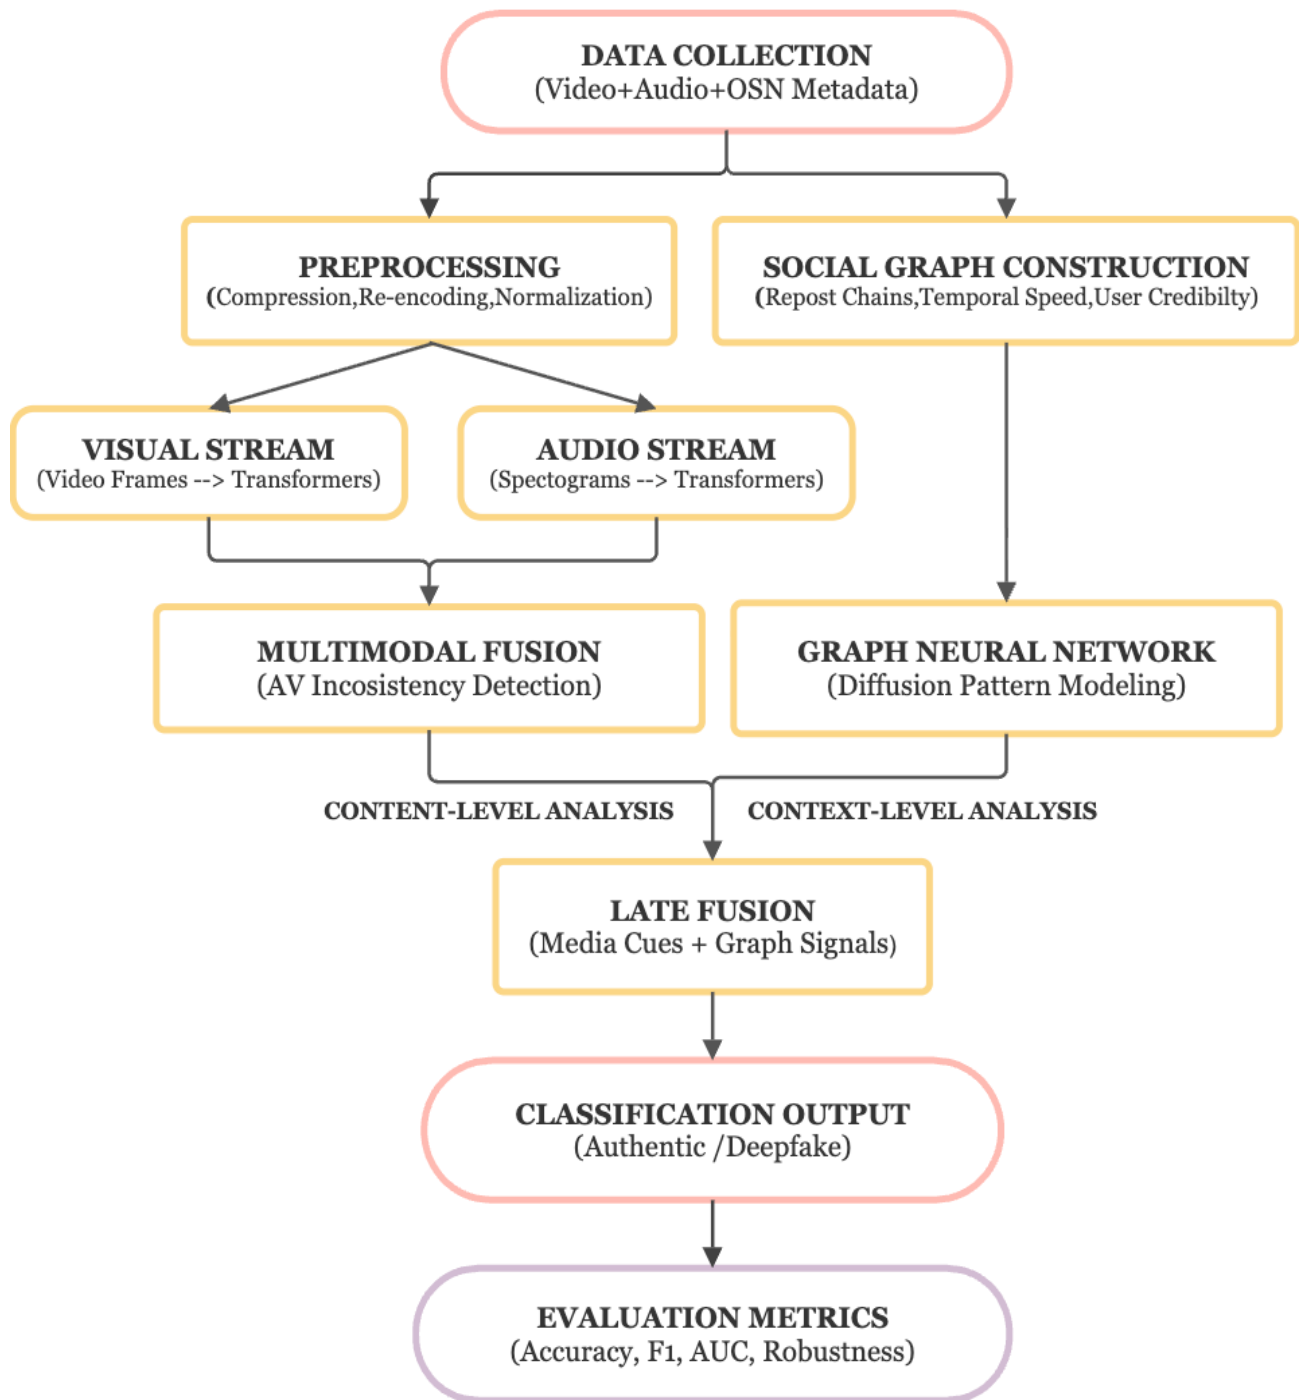 DATA COLLECTION
(Video+Audio+OSN Metadata)
PREPROCESSING
(Compression,Re-encoding,Normalization)
SOCIAL GRAPH CONSTRUCTION
(Repost Chains,Temporal Speed,User Credibilty)
VISUAL STREAM
(Video Frames --> Transformers)
AUDIO STREAM
(Spectograms --> Transformers)
MULTIMODAL FUSION
(AV Incosistency Detection)
GRAPH NEURAL NETWORK
(Diffusion Pattern Modeling)
CONTENT-LEVEL ANALYSIS
CONTEXT-LEVEL ANALYSIS
LATE FUSION
(Media Cues + Graph Signals)
CLASSIFICATION OUTPUT
(Authentic /Deepfake)
EVALUATION METRICS
(Accuracy, F1, AUC, Robustness)